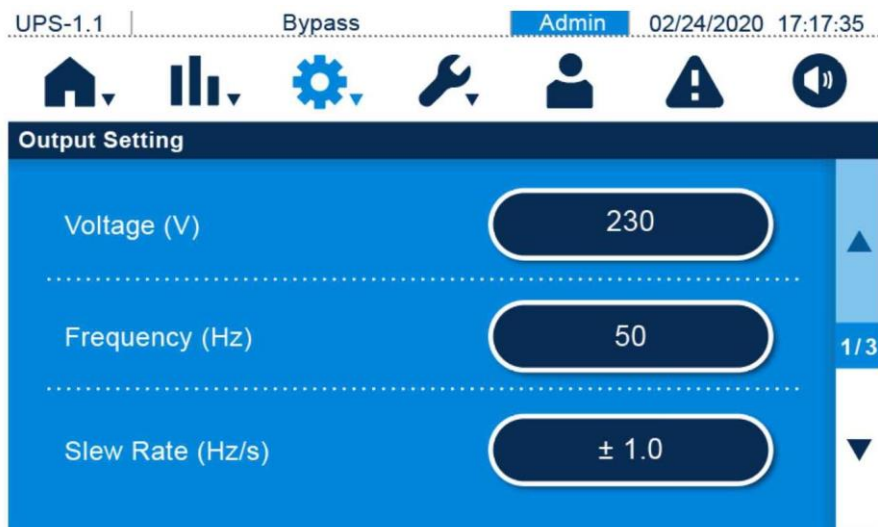 UPS-1.1 Bypass Admin 02/24/2020 17:17:35
Output Setting
Voltage (V) 230
Frequency (Hz) 50
1/3
Slew Rate (Hz/s) ± 1.0